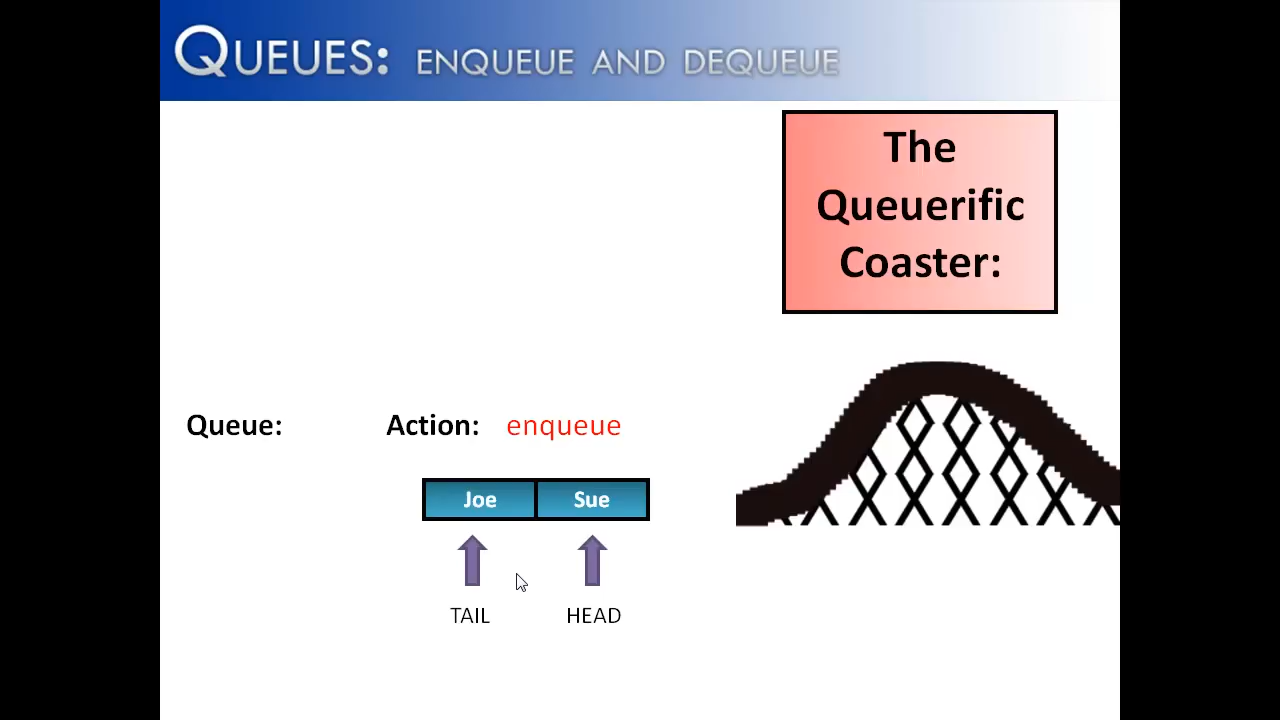 QUEUES: ENQUEUE AND DEQUEUE
The
Queuerific
Coaster:
Queue: Action: enqueue
Joe Sue
TAIL HEAD